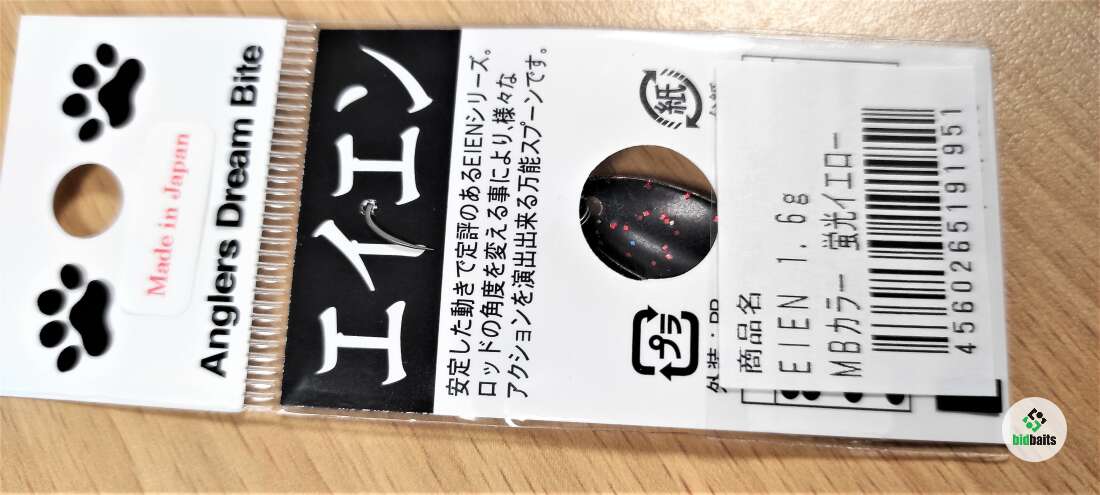 Made in Japan
Anglers Dream Bite
エイエン
安定した動きで定評のあるEIENシリーズ。
ロッドの角度を変える事により、様々な
アクションを演出出来る万能スプーンです。
紙
プラ
外装:PP
商品名
EIEN 1.6g
MBカラー 蛍光イエロー
4560265191951
bidbaits